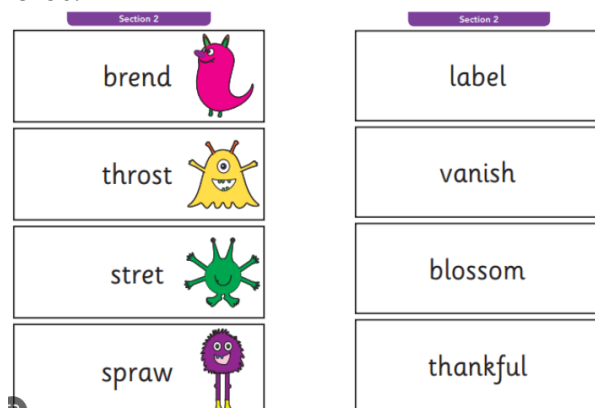 Section 2
brend
throst
stret
spraw
Section 2
label
vanish
blossom
thankful